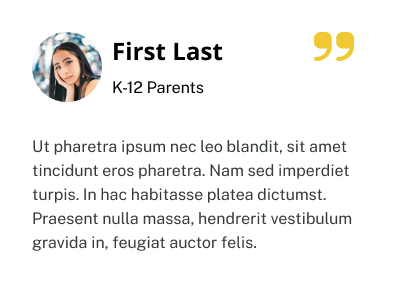 First Last
K-12 Parents
Ut pharetra ipsum nec leo blandit, sit amet
tincidunt eros pharetra. Nam sed imperdiet
turpis. In hac habitasse platea dictumst.
Praesent nulla massa, hendrerit vestibulum
gravida in, feugiat auctor felis.